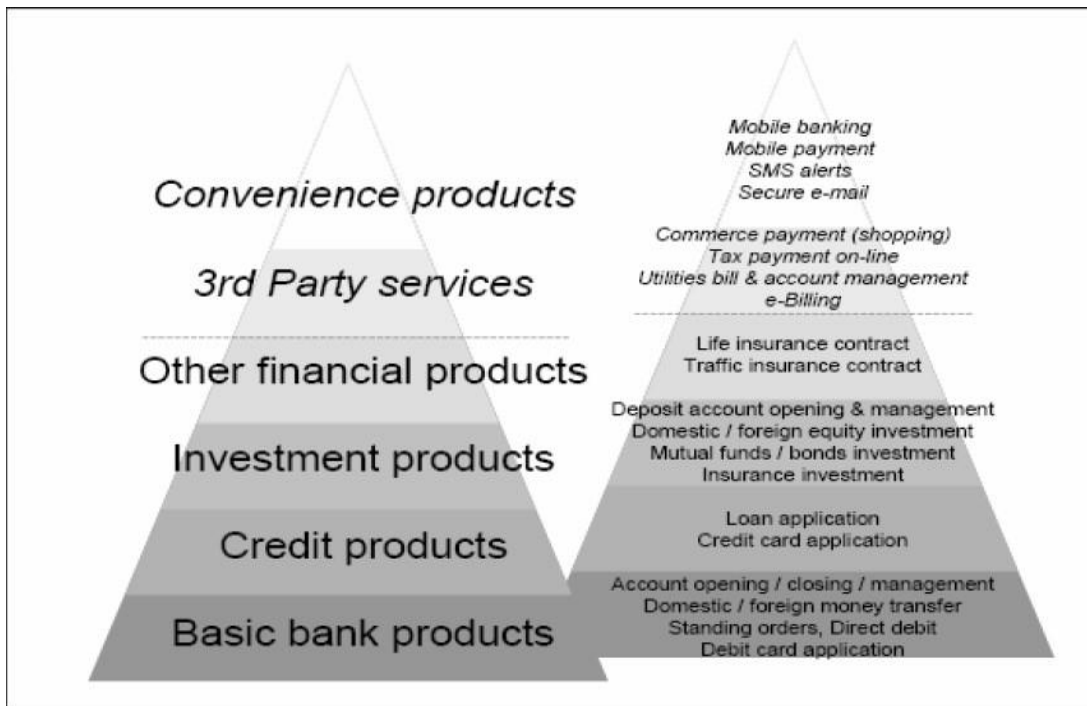 Convenience products
3rd Party services
Other financial products
Investment products
Credit products
Basic bank products
Mobile banking
Mobile payment
SMS alerts
Secure e-mail
Commerce payment (shopping)
Tax payment on-line
Utilities bill & account management
e-Billing
Life insurance contract
Traffic insurance contract
Deposit account opening & management
Domestic / foreign equity investment
Mutual funds / bonds investment
Insurance investment
Loan application
Credit card application
Account opening / closing / management
Domestic / foreign money transfer
Standing orders, Direct debit
Debit card application